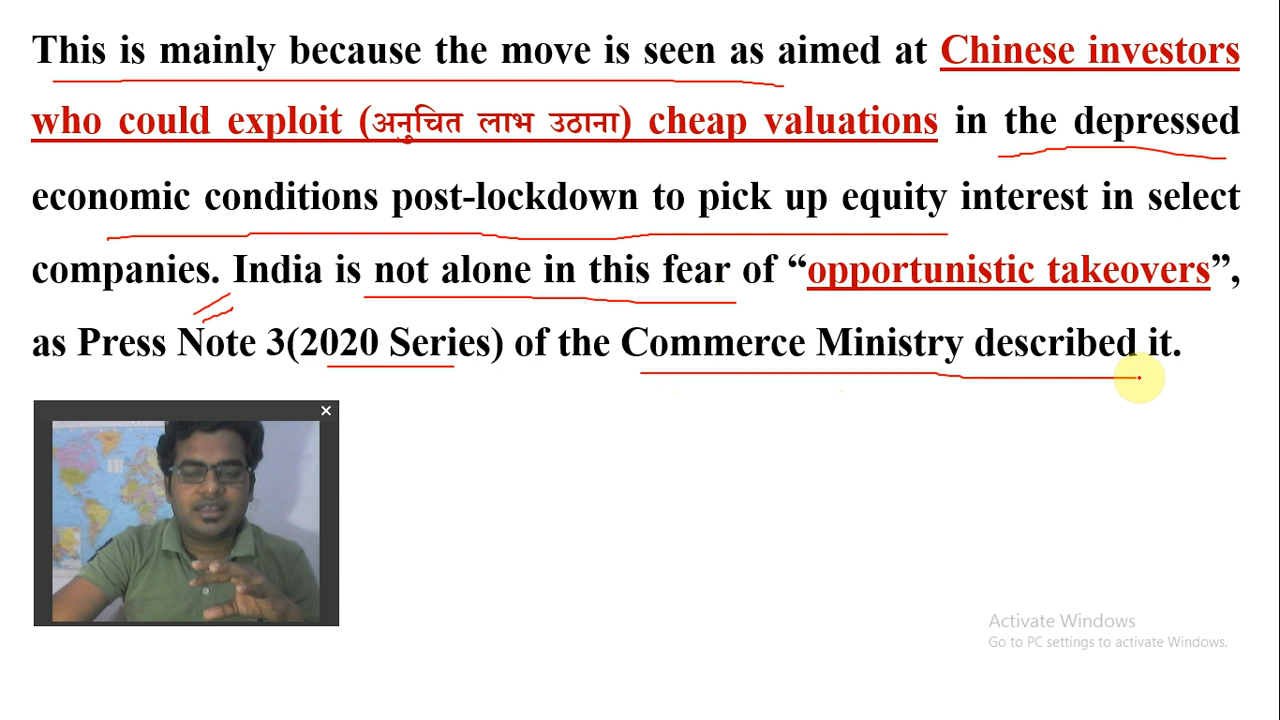 This is mainly because the move is seen as aimed at Chinese investors
who could exploit (अनुचित लाभ उठाना) cheap valuations in the depressed
economic conditions post-lockdown to pick up equity interest in select
companies. India is not alone in this fear of “opportunistic takeovers”,
as Press Note 3(2020 Series) of the Commerce Ministry described it.
Activate Windows
Go to PC settings to activate Windows.